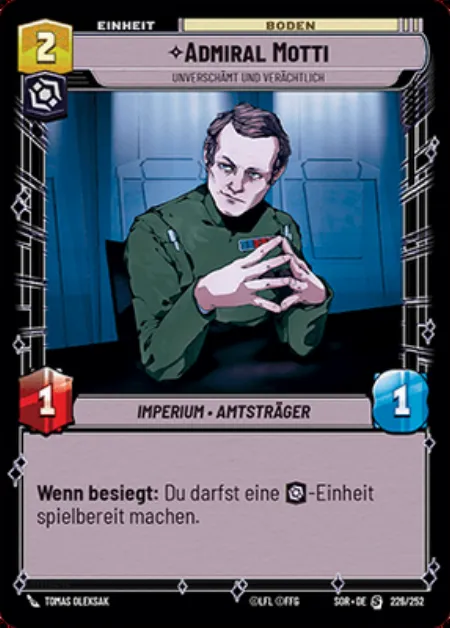 EINHEIT
BODEN
2
ADMIRAL MOTTI
UNVERSCHÄMT UND VERÄCHTLICH
1
IMPERIUM • AMTSTRÄGER
1
Wenn besiegt: Du darfst eine -Einheit
spielbereit machen.
TOMAS OLEKSAK
©LFL ©FFG
SOR • DE S 226/252